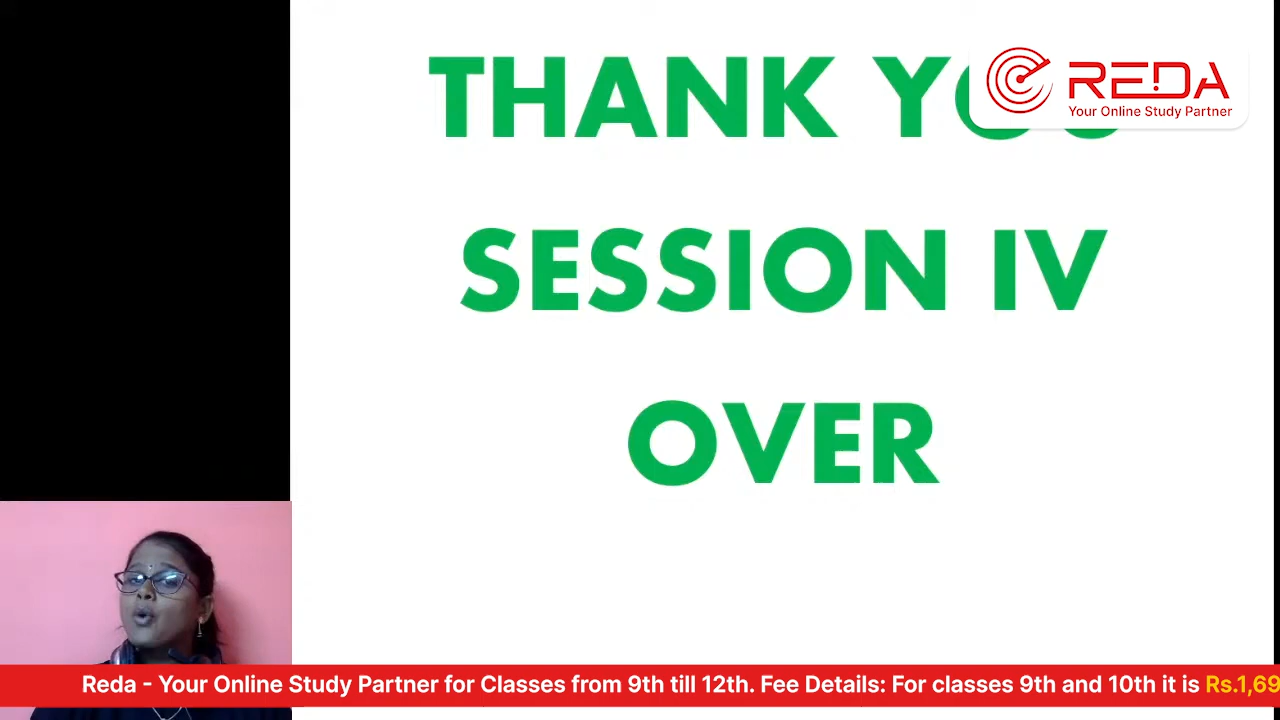 THANK YOU
REDA
Your Online Study Partner
SESSION IV
OVER
Reda - Your Online Study Partner for Classes from 9th till 12th. Fee Details: For classes 9th and 10th it is Rs.1,69